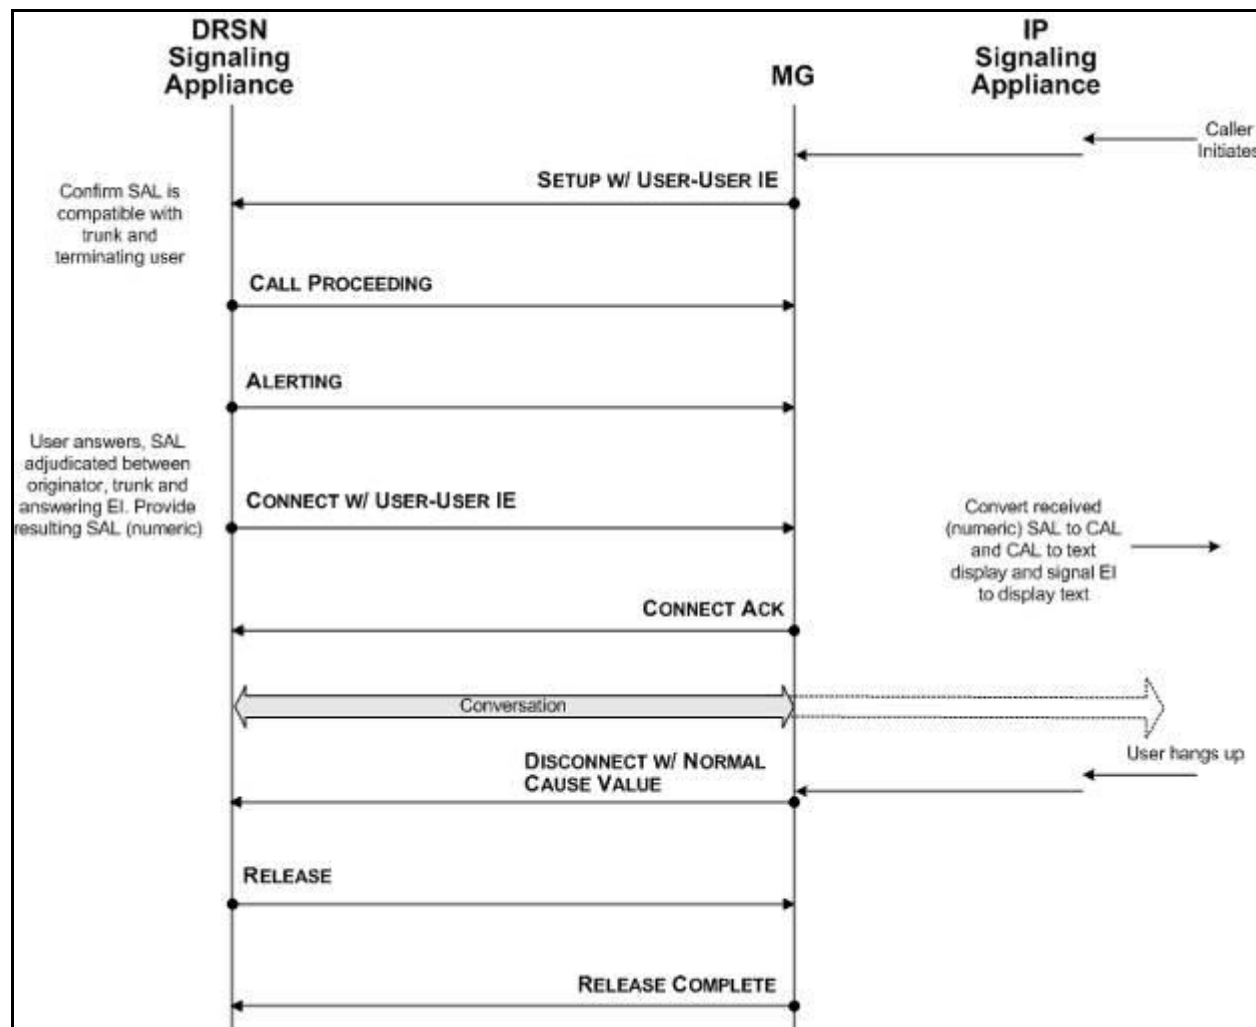 DRSN
Signaling
Appliance
MG
IP
Signaling
Appliance
Caller
Initiates
SETUP W/ USER-USER IE
Confirm SAL is
compatible with
trunk and
terminating user
CALL PROCEEDING
ALERTING
User answers, SAL
adjudicated between
originator, trunk and
answering EI. Provide
resulting SAL (numeric)
CONNECT W/ USER-USER IE
Convert received
(numeric) SAL to CAL
and CAL to text
display and signal EI
to display text
CONNECT ACK
Conversation
User hangs up
DISCONNECT W/ NORMAL
CAUSE VALUE
RELEASE
RELEASE COMPLETE